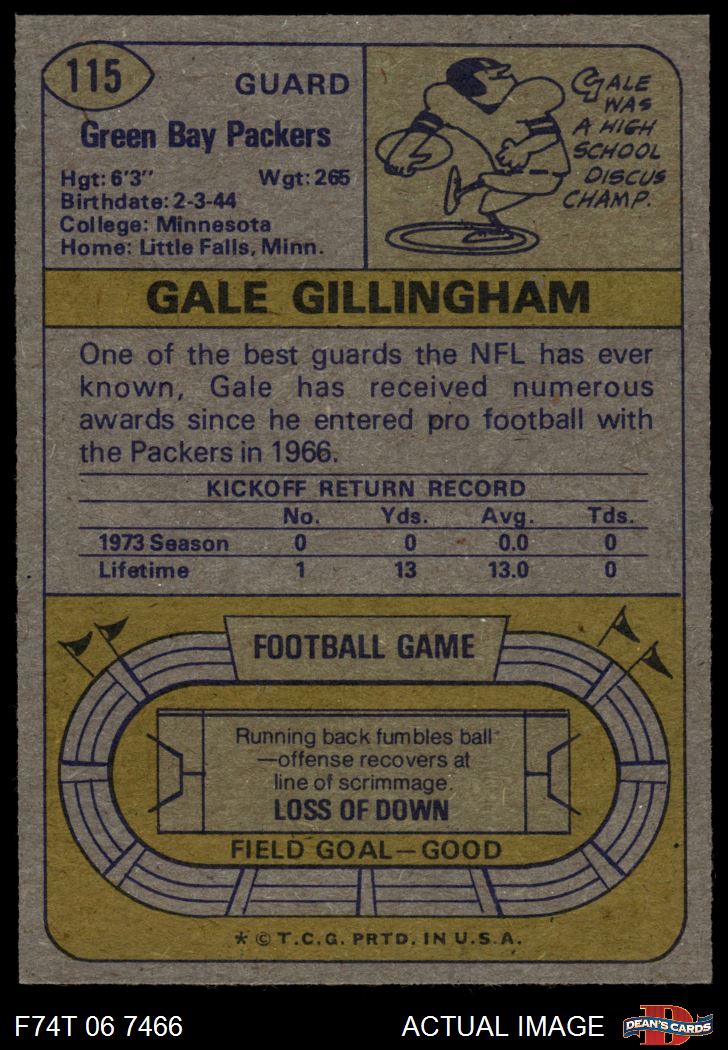 115
GUARD
Green Bay Packers
Hgt: 6'3" Wgt: 265
Birthdate: 2-3-44
College: Minnesota
Home: Little Falls, Minn.
GALE
WAS
A HIGH
SCHOOL
DISCUS
CHAMP.
GALE GILLINGHAM
One of the best guards the NFL has ever
known, Gale has received numerous
awards since he entered pro football with
the Packers in 1966.
KICKOFF RETURN RECORD
No. Yds. Avg. Tds.
1973 Season 0 0 0.0 0
Lifetime 1 13 13.0 0
FOOTBALL GAME
Running back fumbles ball
—offense recovers at
line of scrimmage.
LOSS OF DOWN
FIELD GOAL—GOOD
* © T.C.G. PRTD. IN U.S.A.
F74T 06 7466 ACTUAL IMAGE
D
DEAN'S CARDS